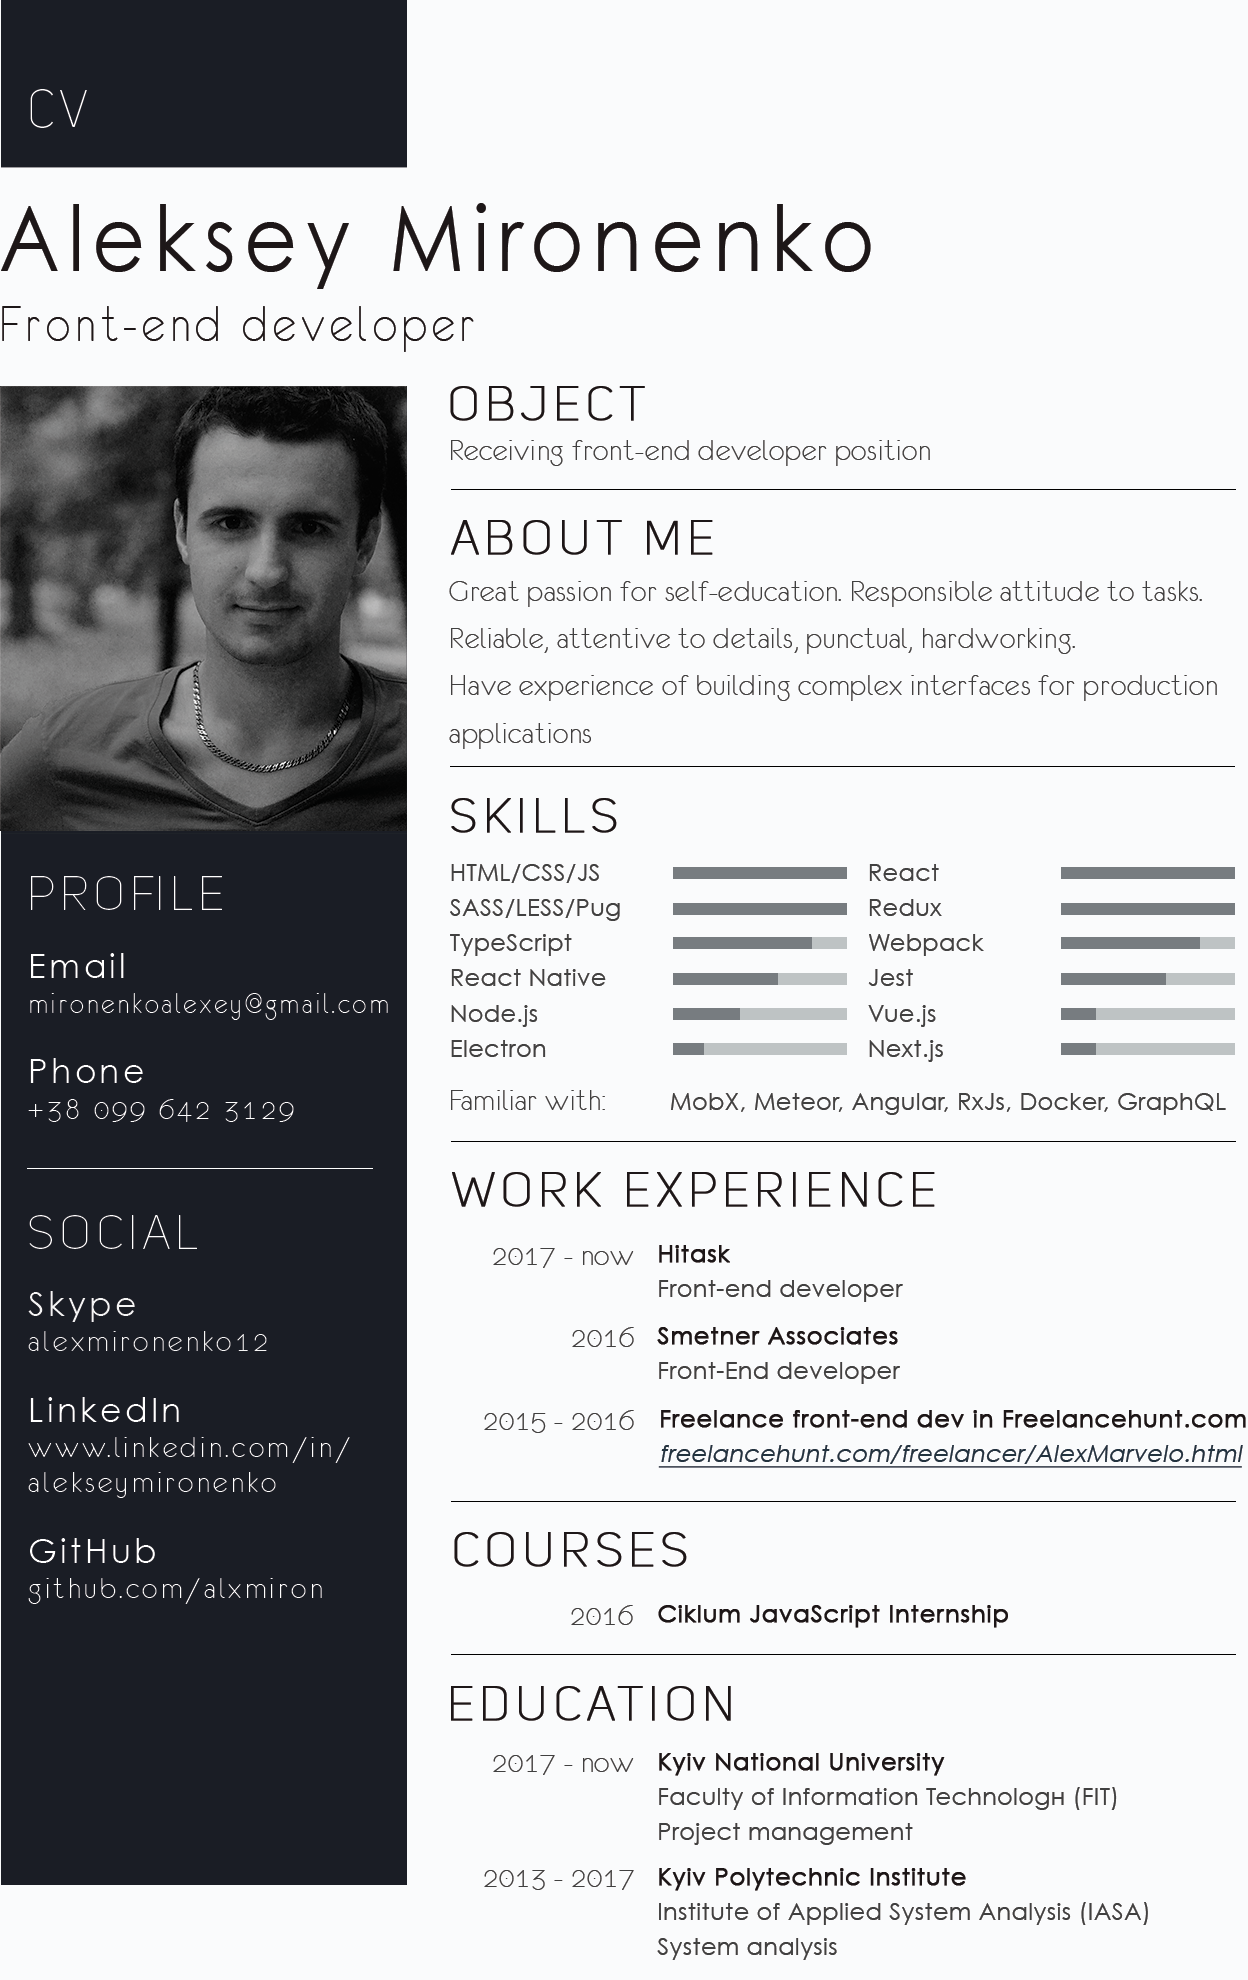 CV
Aleksey Mironenko
Front-end developer
PROFILE
Email
mironenkoalexey@gmail.com
Phone
+38 099 642 3129
SOCIAL
Skype
alexmironenko12
LinkedIn
www.linkedin.com/in/
alekseymironenko
GitHub
github.com/alxmiron
OBJECT
Receiving front-end developer position
ABOUT ME
Great passion for self-education. Responsible attitude to tasks.
Reliable, attentive to details, punctual, hardworking.
Have experience of building complex interfaces for production
applications
SKILLS
HTML/CSS/JS React
SASS/LESS/Pug Redux
TypeScript Webpack
React Native Jest
Node.js Vue.js
Electron Next.js
Familiar with: MobX, Meteor, Angular, RxJs, Docker, GraphQL
WORK EXPERIENCE
2017 - now Hitask
Front-end developer
2016 Smetner Associates
Front-End developer
2015 - 2016 Freelance front-end dev in Freelancehunt.com
freelancehunt.com/freelancer/AlexMarvelo.html
COURSES
2016 Ciklum JavaScript Internship
EDUCATION
2017 - now Kyiv National University
Faculty of Information Technologн (FIT)
Project management
2013 - 2017 Kyiv Polytechnic Institute
Institute of Applied System Analysis (IASA)
System analysis